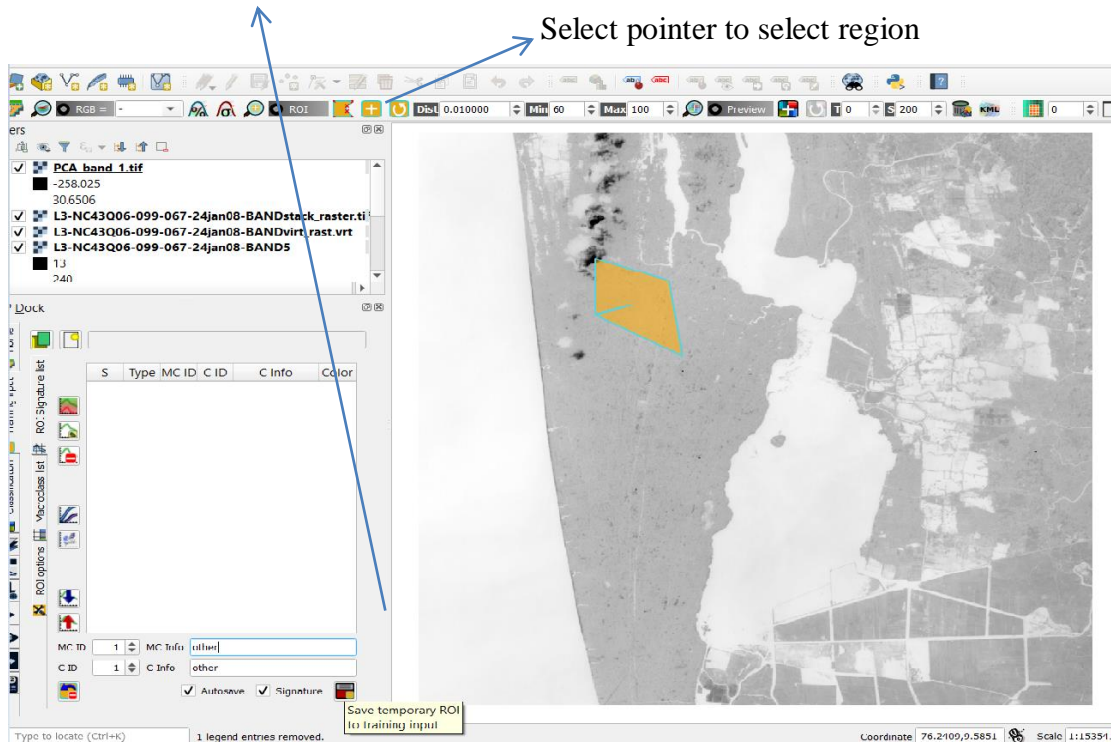 Select pointer to select region
RGB = -
ROI
Dist 0.010000
Min 60
Max 100
Preview
T 0
S 200
KML
0
ers
PCA_band_1.tif
-258.025
30.6506
L3-NC43Q06-099-067-24jan08-BANDstack_raster.ti
L3-NC43Q06-099-067-24jan08-BANDvirt_rast.vrt
L3-NC43Q06-099-067-24jan08-BAND5
13
240
Dock
ROI Signature list
Macroclass list
ROI options
Classification
S Type MC ID C ID C Info Color
MC ID 1 MC Info other
C ID 1 C Info other
Autosave Signature
Save temporary ROI
to training input
Type to locate (Ctrl+K) 1 legend entries removed. Coordinate 76.2409,9.5851 Scale 1:15354